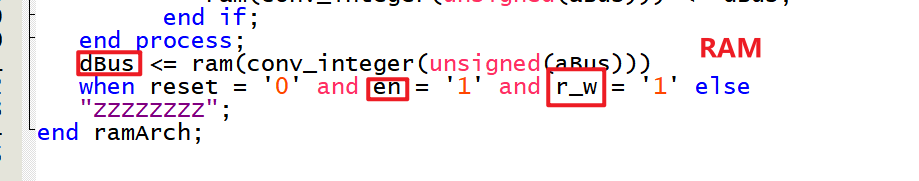 ram(conv_integer(unsigned(aBus))) <= dBus;
end if;
end process;
RAM
dBus <= ram(conv_integer(unsigned(aBus)))
when reset = '0' and en = '1' and r_w = '1' else
"ZZZZZZZZ";
end ramArch;